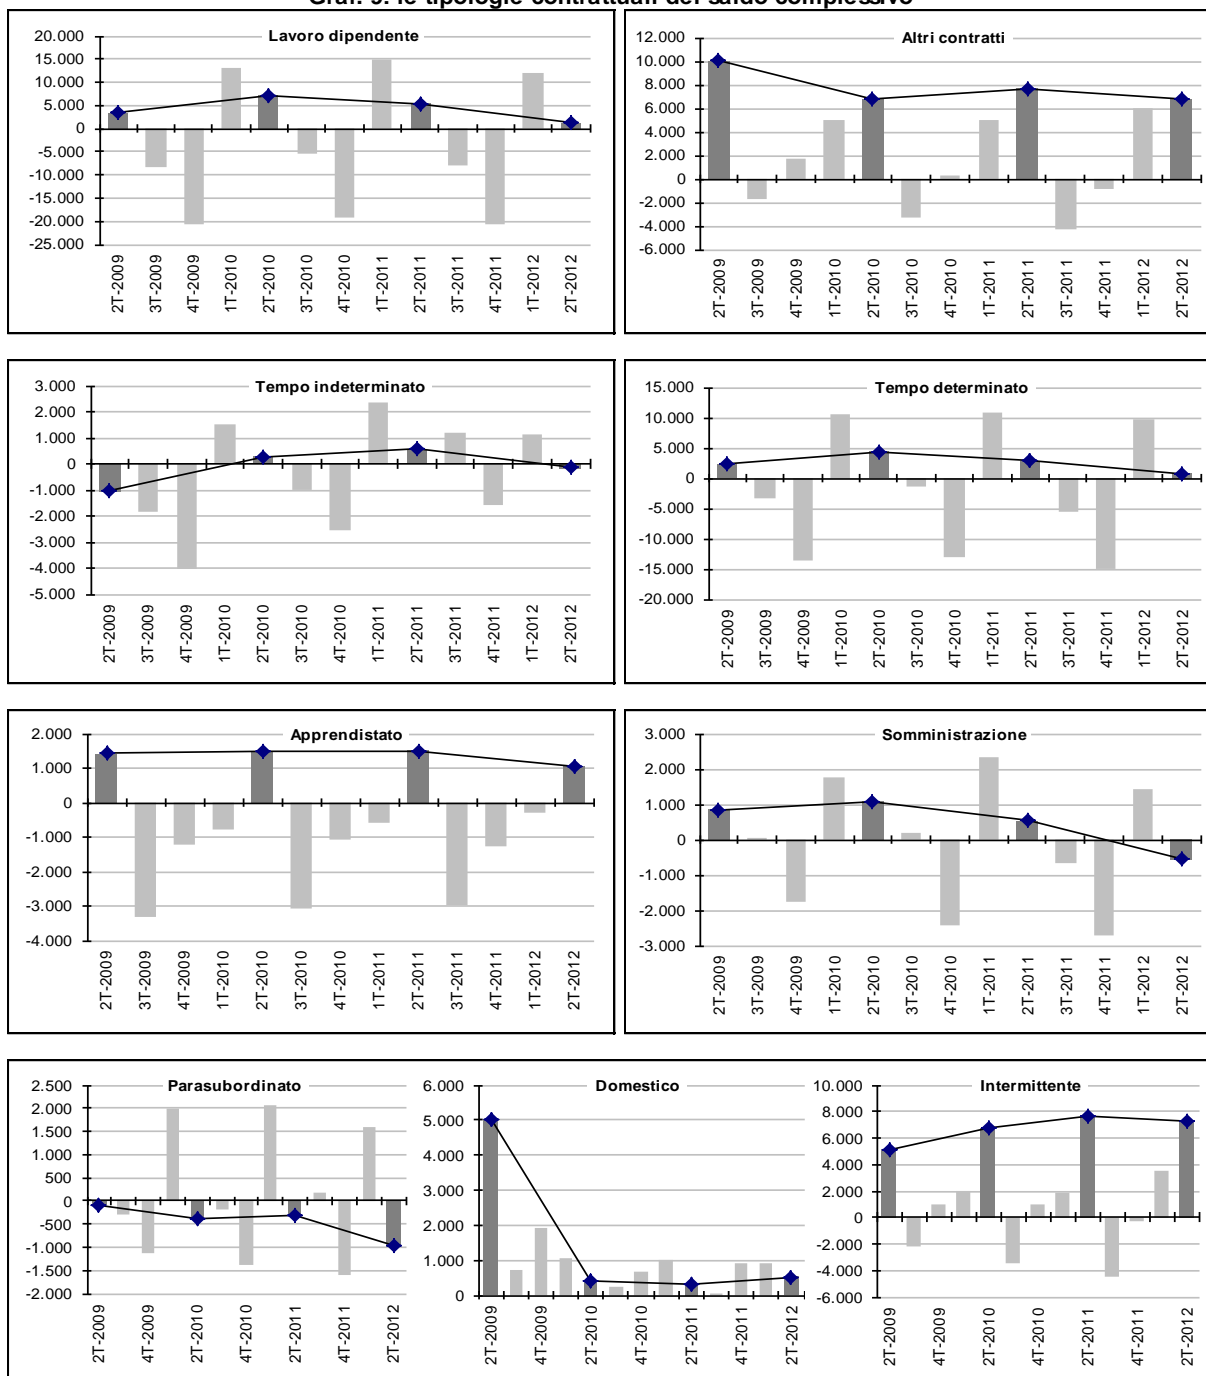 Graf. 9: le tipologie contrattuali del saldo complessivo
Lavoro dipendente
20.000
15.000
10.000
5.000
0
-5.000
-10.000
-15.000
-20.000
-25.000
2T-2009
3T-2009
4T-2009
1T-2010
2T-2010
3T-2010
4T-2010
1T-2011
2T-2011
3T-2011
4T-2011
1T-2012
2T-2012
Altri contratti
12.000
10.000
8.000
6.000
4.000
2.000
0
-2.000
-4.000
-6.000
2T-2009
3T-2009
4T-2009
1T-2010
2T-2010
3T-2010
4T-2010
1T-2011
2T-2011
3T-2011
4T-2011
1T-2012
2T-2012
Tempo indeterminato
3.000
2.000
1.000
0
-1.000
-2.000
-3.000
-4.000
-5.000
2T-2009
3T-2009
4T-2009
1T-2010
2T-2010
3T-2010
4T-2010
1T-2011
2T-2011
3T-2011
4T-2011
1T-2012
2T-2012
Tempo determinato
15.000
10.000
5.000
0
-5.000
-10.000
-15.000
-20.000
2T-2009
3T-2009
4T-2009
1T-2010
2T-2010
3T-2010
4T-2010
1T-2011
2T-2011
3T-2011
4T-2011
1T-2012
2T-2012
Apprendistato
2.000
1.000
0
-1.000
-2.000
-3.000
-4.000
2T-2009
3T-2009
4T-2009
1T-2010
2T-2010
3T-2010
4T-2010
1T-2011
2T-2011
3T-2011
4T-2011
1T-2012
2T-2012
Somministrazione
3.000
2.000
1.000
0
-1.000
-2.000
-3.000
2T-2009
3T-2009
4T-2009
1T-2010
2T-2010
3T-2010
4T-2010
1T-2011
2T-2011
3T-2011
4T-2011
1T-2012
2T-2012
Parasubordinato
2.500
2.000
1.500
1.000
500
0
-500
-1.000
-1.500
-2.000
2T-2009
4T-2009
2T-2010
4T-2010
2T-2011
4T-2011
2T-2012
Domestico
6.000
5.000
4.000
3.000
2.000
1.000
0
2T-2009
4T-2009
2T-2010
4T-2010
2T-2011
4T-2011
2T-2012
Intermittente
10.000
8.000
6.000
4.000
2.000
0
-2.000
-4.000
-6.000
2T-2009
4T-2009
2T-2010
4T-2010
2T-2011
4T-2011
2T-2012